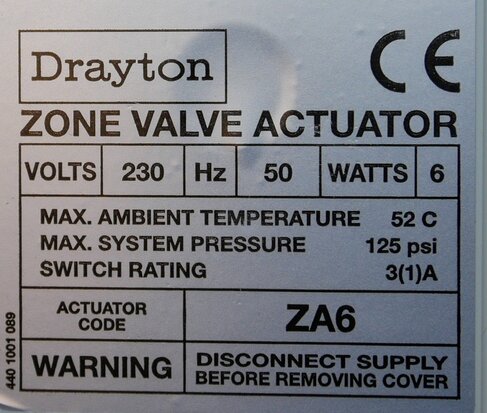 Drayton CE
ZONE VALVE ACTUATOR
VOLTS 230 Hz 50 WATTS 6
MAX. AMBIENT TEMPERATURE 52 C
MAX. SYSTEM PRESSURE 125 psi
SWITCH RATING 3(1)A
ACTUATOR CODE ZA6
WARNING DISCONNECT SUPPLY
BEFORE REMOVING COVER
440 1001 089